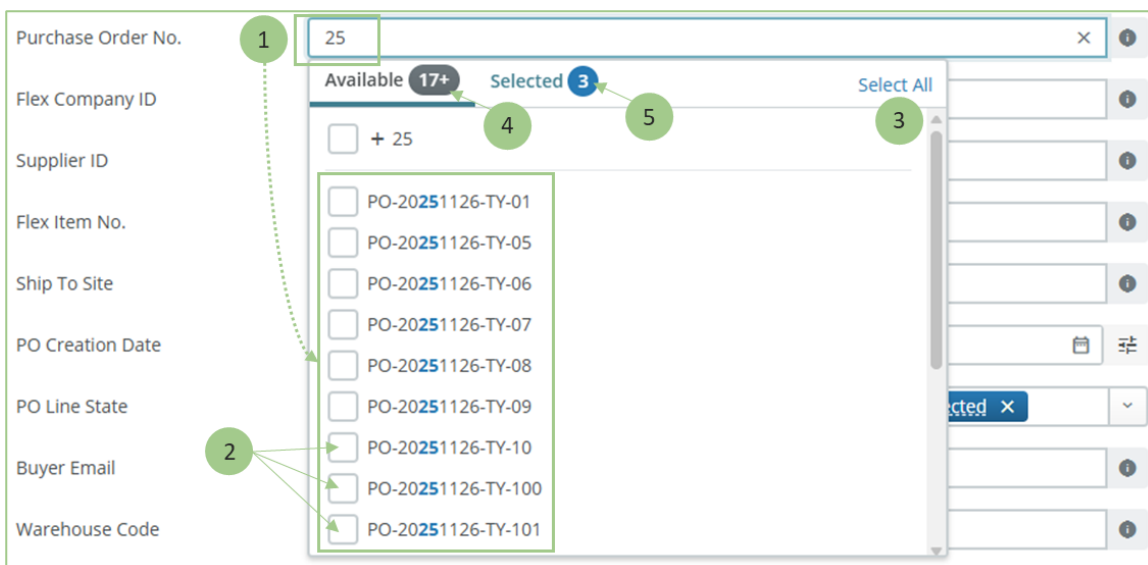 Purchase Order No. 1 25
Available 17+ Selected 3 Select All
Flex Company ID
4 5 3
+ 25
Supplier ID
PO-20251126-TY-01
Flex Item No.
PO-20251126-TY-05
Ship To Site
PO-20251126-TY-06
PO-20251126-TY-07
PO Creation Date
PO-20251126-TY-08
PO Line State
PO-20251126-TY-09
cted
2
PO-20251126-TY-10
Buyer Email
PO-20251126-TY-100
Warehouse Code
PO-20251126-TY-101